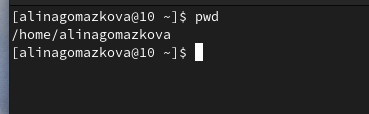 [alinagomazkova@10 ~]$ pwd
/home/alinagomazkova
[alinagomazkova@10 ~]$